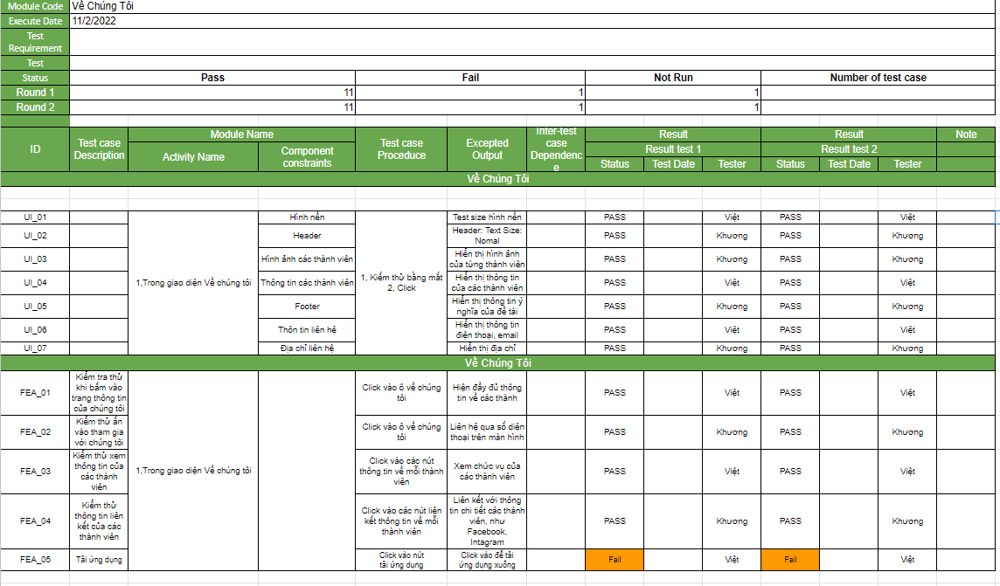 Module Code Về Chúng Tôi
Execute Date 11/2/2022
Test
Requirement
Test
Status Pass Fail Not Run Number of test case
Round 1 11 1 1
Round 2 11 1 1
ID
Test case
Description
Module Name
Activity Name
Component
constraints
Test case
Proceduce
Excepted
Output
Inter-test
case
Dependenc
e
Result Result Note
Result test 1 Result test 2
Status Test Date Tester Status Test Date Tester
Về Chúng Tôi
1,Trong giao diện Về chúng tôi
1, Kiểm thử bằng mắt
2, Click
UI_01 Hình nền Test size hình nền PASS Việt PASS Việt
UI_02 Header Header: Text Size:
Nomal PASS Khương PASS Khương
UI_03 Hình ảnh các thành viên Hiển thị hình ảnh
của từng thành viên PASS Khương PASS Khương
UI_04 Thông tin các thành viên Hiển thị thông tin
của các thành viên PASS Việt PASS Việt
UI_05 Footer Hiển thị thông tin ý
nghĩa của đề tài PASS Khương PASS Khương
UI_06 Thôn tin liên hệ Hiển thị thông tin
điện thoại, email PASS Việt PASS Việt
UI_07 Địa chỉ liên hệ Hiển thị địa chỉ PASS Khương PASS Khương
Về Chúng Tôi
1,Trong giao diện Về chúng tôi
FEA_01
Kiểm tra thử
khi bấm vào
trang thông tin
của chúng tôi
Click vào ô về chúng
tôi
Hiện đầy đủ thông
tin về các thành
PASS Việt PASS Việt
FEA_02
Kiểm thử ấn
vào tham gia
với chúng tôi
Click vào ô về chúng
tôi
Liên hệ qua số điện
thoại trên màn hình
PASS Khương PASS Khương
FEA_03
Kiểm thử xem
thông tin của
các thành
viên
Click vào các nút
thông tin về mỗi thành
viên
Xem chức vụ của
các thành viên
PASS Việt PASS Việt
FEA_04
Kiểm thử
thông tin liên
kết của các
thành viên
Click vào các nút liên
kết thông tin về mỗi
thành viên
Liên kết với thông
tin chi tiết các thành
viên, như
Facebook,
Intagram
PASS Khương PASS Khương
FEA_05
Tải ứng dụng
Click vào nút
tải ứng dụng
Click vào để tải
ứng dụng xuống
Fail Việt Fail Việt